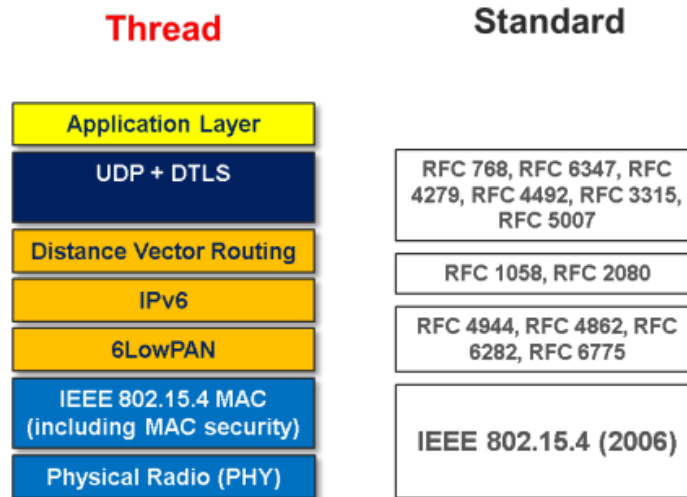 Thread
Standard
Application Layer
UDP + DTLS
RFC 768, RFC 6347, RFC
4279, RFC 4492, RFC 3315,
RFC 5007
Distance Vector Routing
RFC 1058, RFC 2080
IPv6
RFC 4944, RFC 4862, RFC
6282, RFC 6775
6LowPAN
IEEE 802.15.4 MAC
(including MAC security)
IEEE 802.15.4 (2006)
Physical Radio (PHY)